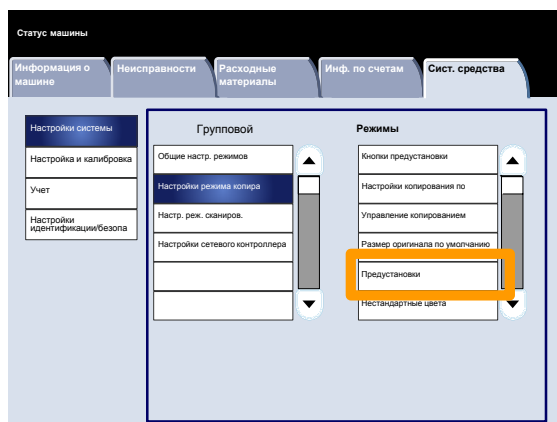 Статус машины
Информация о
машине
Неисправности
Расходные
материалы
Инф. по счетам
Сист. средства
Настройки системы
Настройка и калибровка
Учет
Настройки
идентификации/безопа
Групповой
Общие настр. режимов
Настройки режима копира
Настр. реж. сканиров.
Настройки сетевого контроллера
Режимы
Кнопки предустановки
Настройки копирования по
Управление копированием
Размер оригинала по умолчанию
Предустановки
Нестандартные цвета